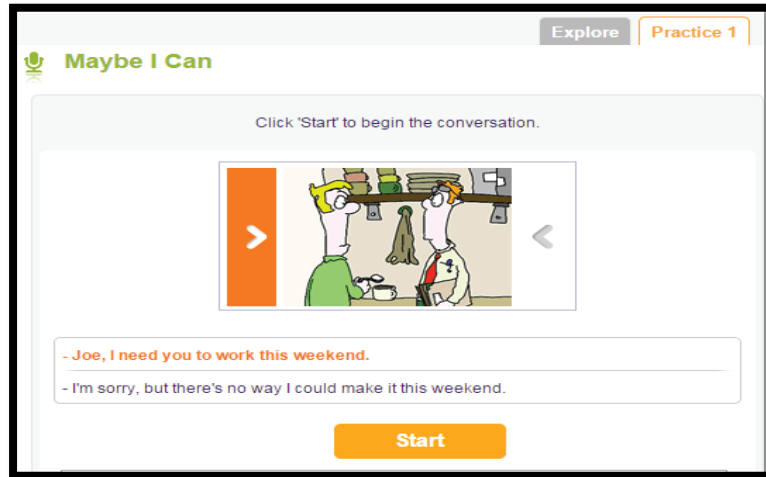 Explore
Practice 1
Maybe I Can
Click 'Start' to begin the conversation.
- Joe, I need you to work this weekend.
- I'm sorry, but there's no way I could make it this weekend.
Start